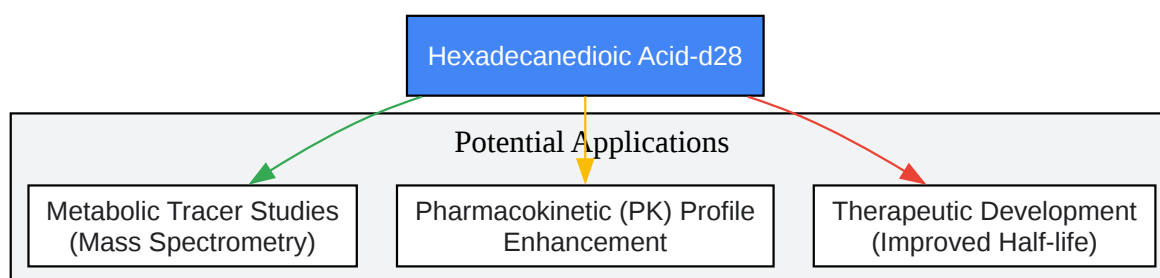 Hexadecanedioic Acid-d28
Potential Applications
Metabolic Tracer Studies
(Mass Spectrometry)
Pharmacokinetic (PK) Profile
Enhancement
Therapeutic Development
(Improved Half-life)